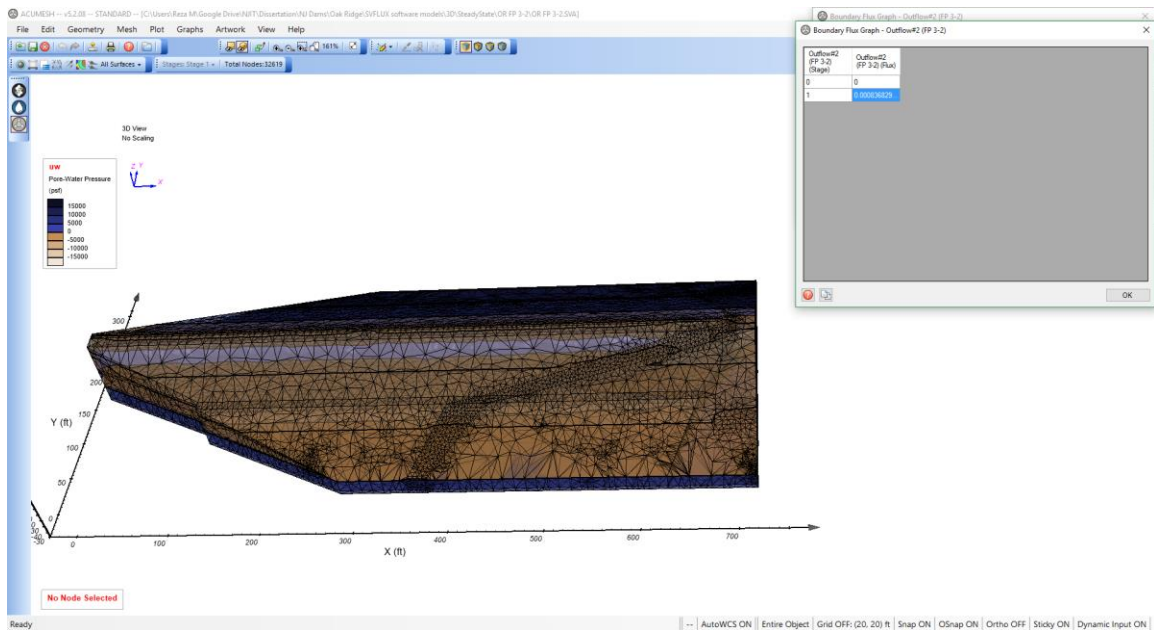 ACUMESH -- v5.2.08 -- STANDARD -- [C:\Users\Reza M\Google Drive\NJIT\Dissertation\NJ Dams\Oak Ridge\SVFLUX software models\3D\SteadyState\OR FP 3-2\OR FP 3-2.SVA]
File Edit Geometry Mesh Plot Graphs Artwork View Help
161%
All Surfaces Stages: Stage 1 Total Nodes:32619
3D View
No Scaling
uw
Pore-Water Pressure
(psf)
15000
10000
5000
0
-5000
-10000
-15000
Z Y
X
300
200
150
100
50
0
Y (ft)
0 100 200 300 400 500 600 700
X (ft)
No Node Selected
Boundary Flux Graph - Outflow#2 (FP 3-2)
Boundary Flux Graph - Outflow#2 (FP 3-2)
Outflow#2 (FP 3-2) (Stage)
Outflow#2 (FP 3-2) (Flux)
0 0
1 0.000836829...
OK
Ready
-- AutoWCS ON Entire Object Grid OFF: (20, 20) ft Snap ON OSnap ON Ortho OFF Sticky ON Dynamic Input ON